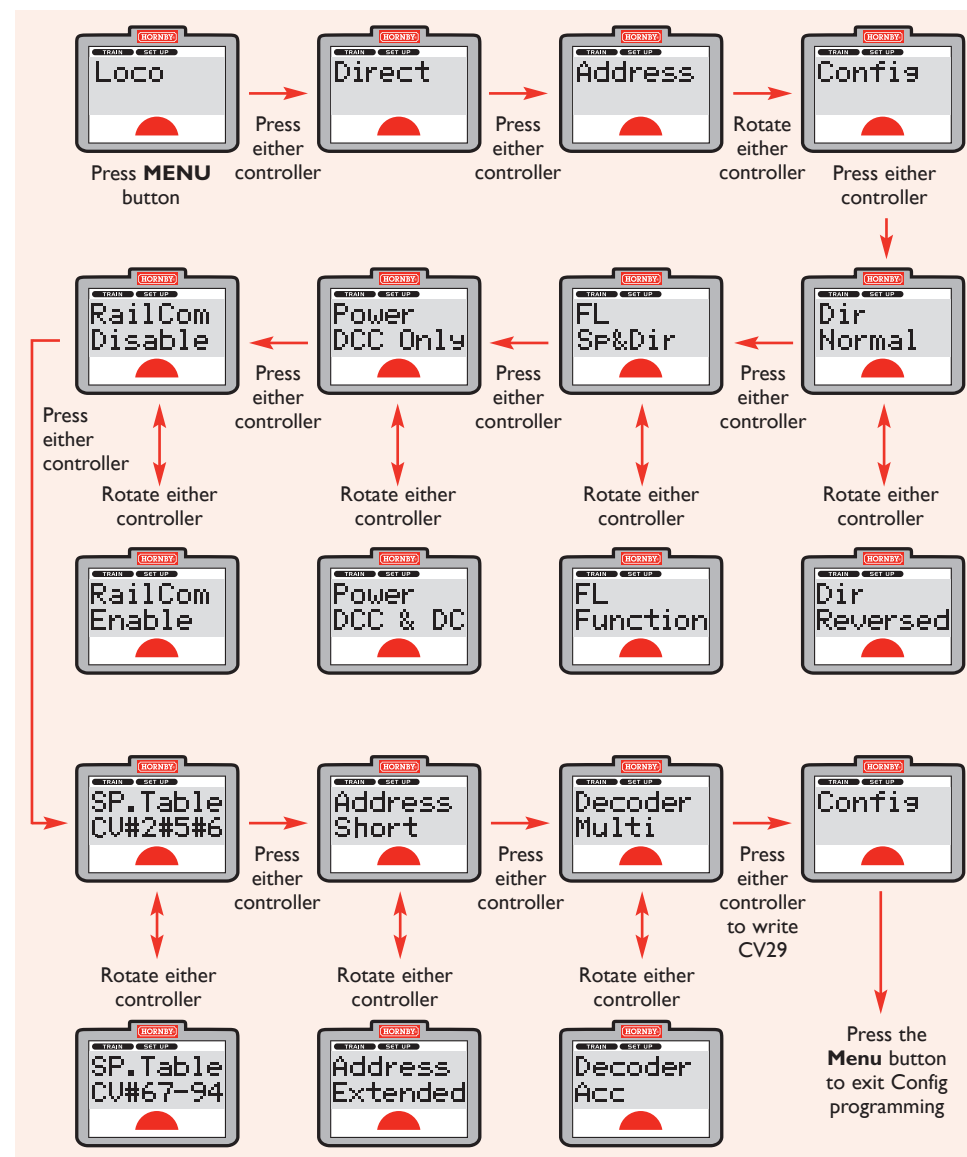 HORNBY
TRAIN SET UP
Loco
HORNBY
TRAIN SET UP
Direct
HORNBY
TRAIN SET UP
Address
HORNBY
TRAIN SET UP
Config
Press MENU
button
Press
either
controller
Press
either
controller
Rotate
either
controller
Press either
controller
HORNBY
TRAIN SET UP
RailCom
Disable
HORNBY
TRAIN SET UP
Power
DCC Only
HORNBY
TRAIN SET UP
FL
Sp&Dir
HORNBY
TRAIN SET UP
Dir
Normal
Press
either
controller
Press
either
controller
Press
either
controller
Press
either
controller
Rotate either
controller
Rotate either
controller
Rotate either
controller
Rotate either
controller
HORNBY
TRAIN SET UP
RailCom
Enable
HORNBY
TRAIN SET UP
Power
DCC & DC
HORNBY
TRAIN SET UP
FL
Function
HORNBY
TRAIN SET UP
Dir
Reversed
HORNBY
TRAIN SET UP
SP.Table
CV#2#5#6
HORNBY
TRAIN SET UP
Address
Short
HORNBY
TRAIN SET UP
Decoder
Multi
HORNBY
TRAIN SET UP
Config
Press
either
controller
Press
either
controller
Press
either
controller
to write
CV29
Rotate either
controller
Rotate either
controller
Rotate either
controller
HORNBY
TRAIN SET UP
SP.Table
CV#67-94
HORNBY
TRAIN SET UP
Address
Extended
HORNBY
TRAIN SET UP
Decoder
Acc
Press the
Menu button
to exit Config
programming